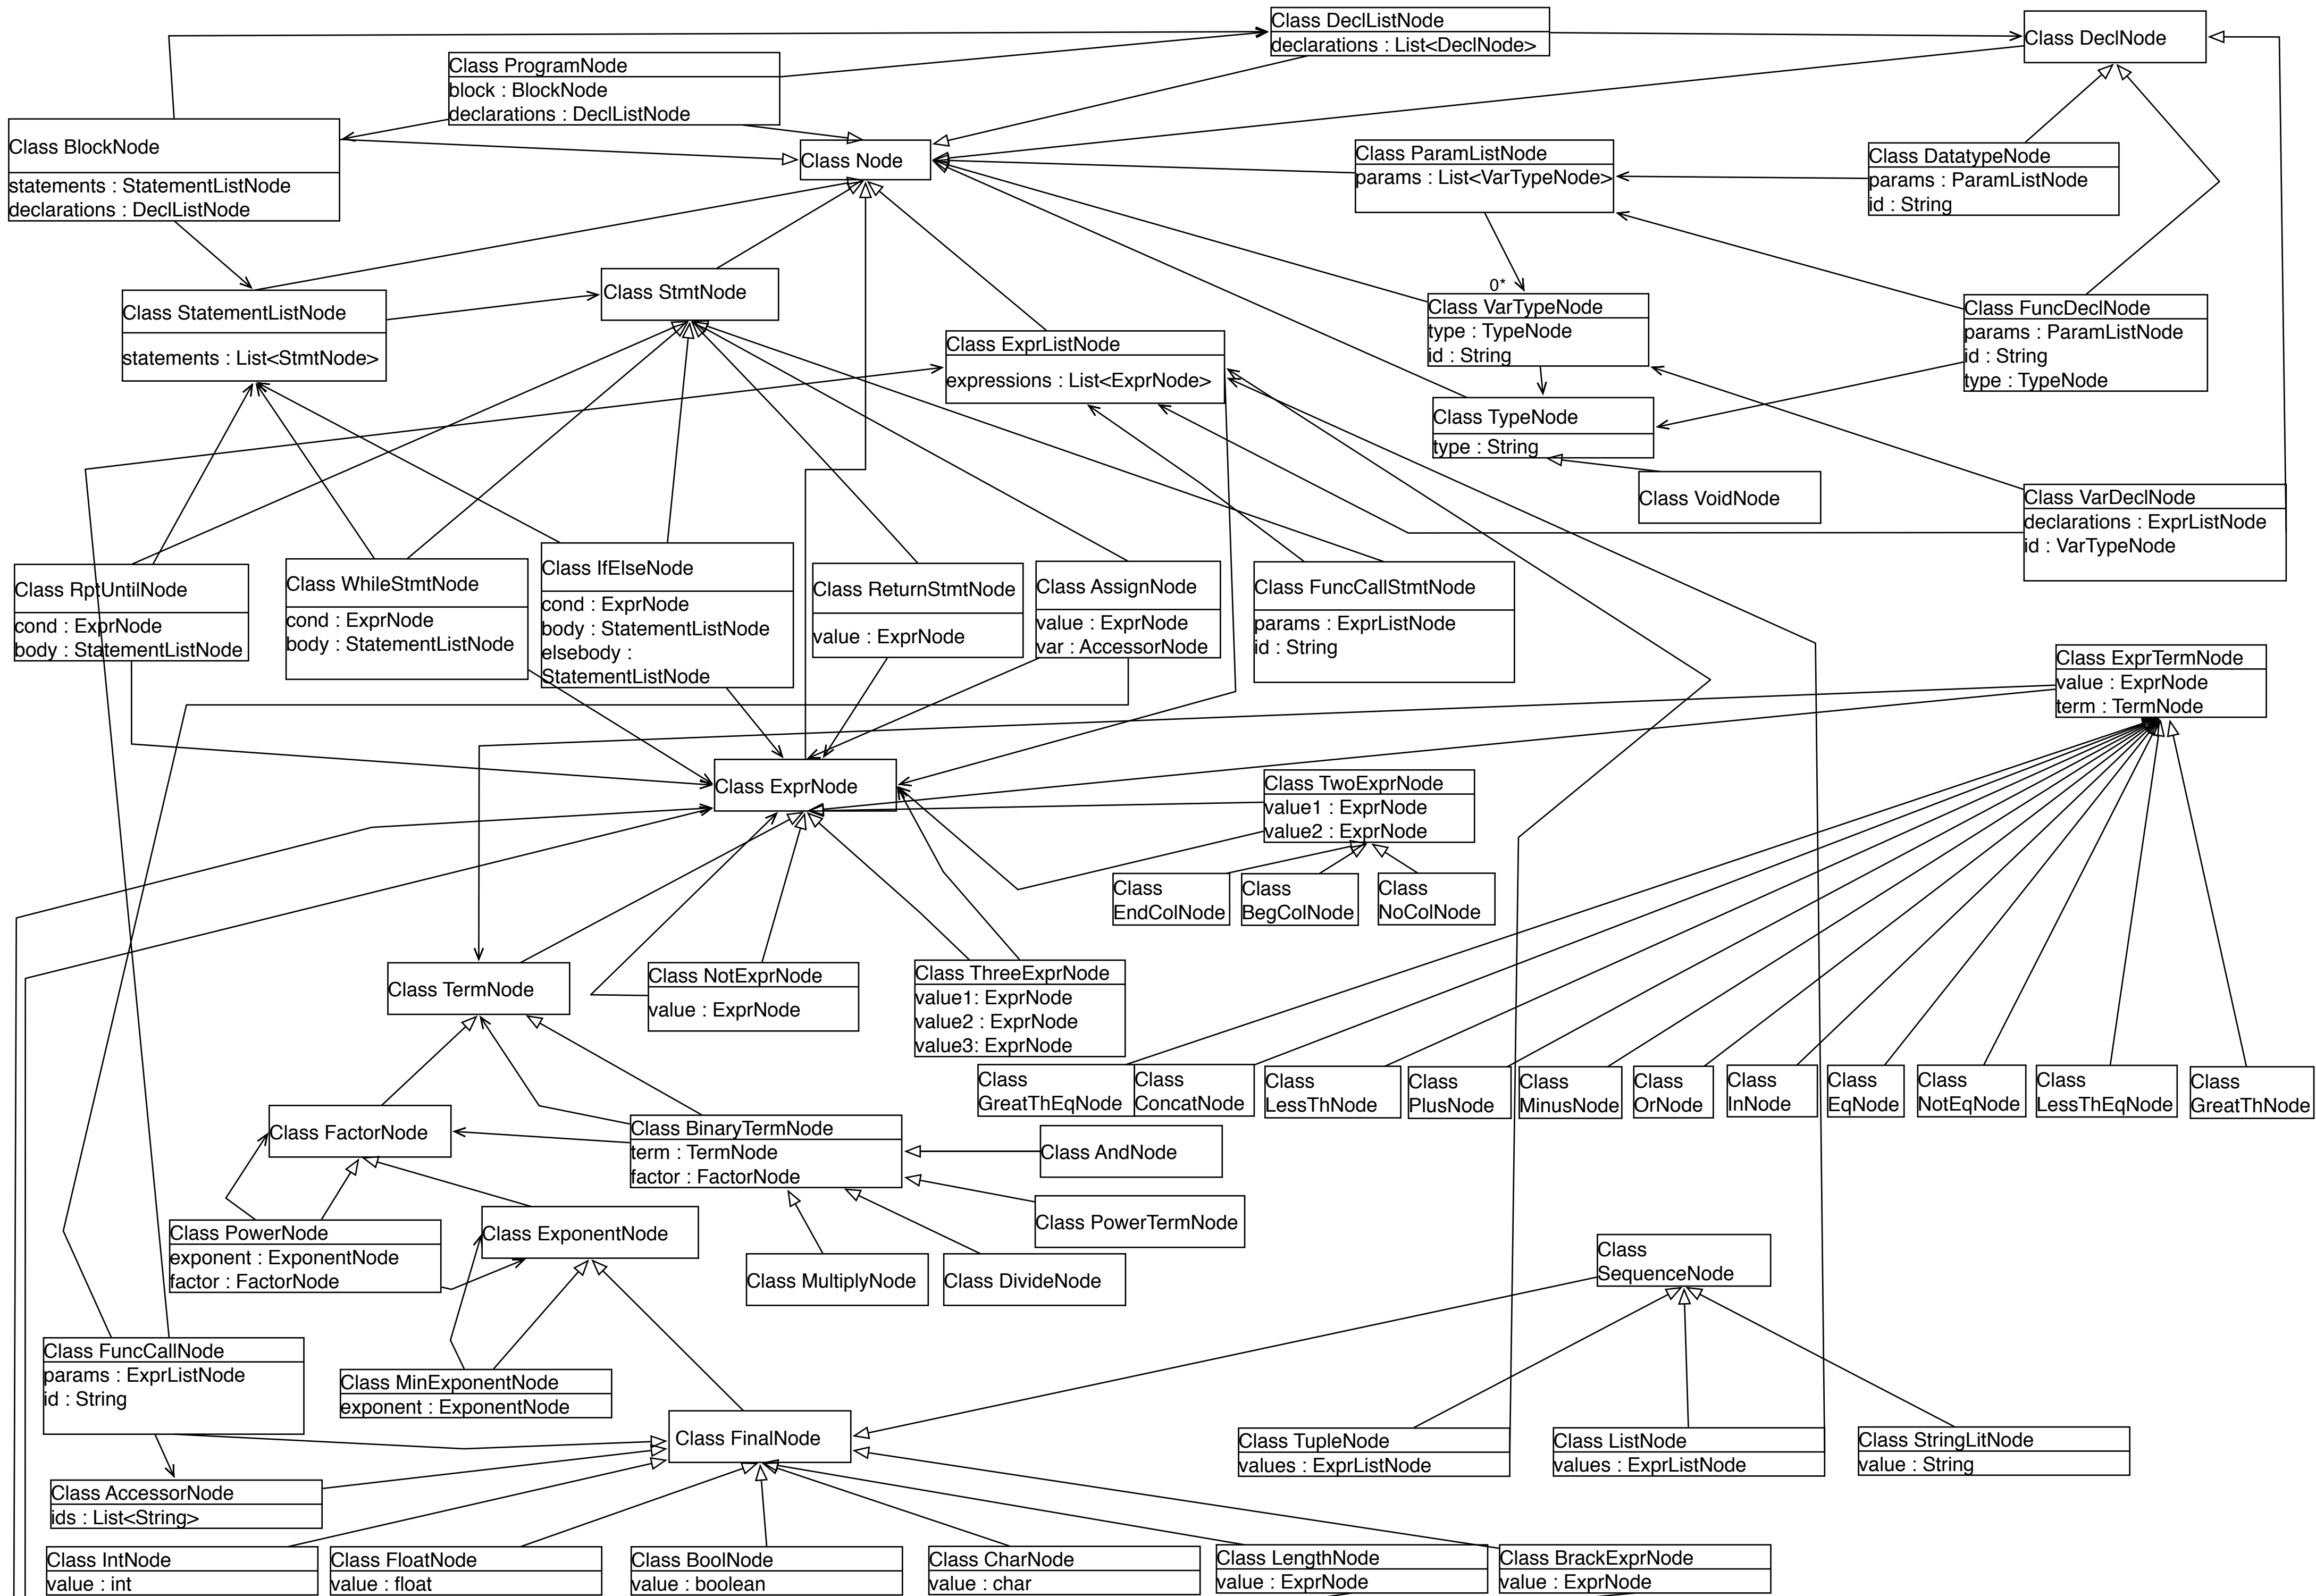 Class DeclListNode
declarations : List<DeclNode>
Class DeclNode
Class ProgramNode
block : BlockNode
declarations : DeclListNode
Class BlockNode
statements : StatementListNode
declarations : DeclListNode
Class Node
Class ParamListNode
params : List<VarTypeNode>
Class DatatypeNode
params : ParamListNode
id : String
Class StatementListNode
statements : List<StmtNode>
Class StmtNode
Class ExprListNode
expressions : List<ExprNode>
0*
Class VarTypeNode
type : TypeNode
id : String
Class FuncDeclNode
params : ParamListNode
id : String
type : TypeNode
Class TypeNode
type : String
Class VoidNode
Class VarDeclNode
declarations : ExprListNode
id : VarTypeNode
Class RptUntilNode
cond : ExprNode
body : StatementListNode
Class WhileStmtNode
cond : ExprNode
body : StatementListNode
Class IfElseNode
cond : ExprNode
body : StatementListNode
elsebody :
StatementListNode
Class ReturnStmtNode
value : ExprNode
Class AssignNode
value : ExprNode
var : AccessorNode
Class FuncCallStmtNode
params : ExprListNode
id : String
Class ExprTermNode
value : ExprNode
term : TermNode
Class ExprNode
Class TwoExprNode
value1 : ExprNode
value2 : ExprNode
Class
EndColNode
Class
BegColNode
Class
NoColNode
Class TermNode
Class NotExprNode
value : ExprNode
Class ThreeExprNode
value1: ExprNode
value2 : ExprNode
value3: ExprNode
Class
GreatThEqNode
Class
ConcatNode
Class
LessThNode
Class
PlusNode
Class
MinusNode
Class
OrNode
Class
InNode
Class
EqNode
Class
NotEqNode
Class
LessThEqNode
Class
GreatThNode
Class FactorNode
Class BinaryTermNode
term : TermNode
factor : FactorNode
Class AndNode
Class PowerTermNode
Class PowerNode
exponent : ExponentNode
factor : FactorNode
Class ExponentNode
Class MultiplyNode
Class DivideNode
Class
SequenceNode
Class FuncCallNode
params : ExprListNode
id : String
Class MinExponentNode
exponent : ExponentNode
Class FinalNode
Class TupleNode
values : ExprListNode
Class ListNode
values : ExprListNode
Class StringLitNode
value : String
Class AccessorNode
ids : List<String>
Class IntNode
value : int
Class FloatNode
value : float
Class BoolNode
value : boolean
Class CharNode
value : char
Class LengthNode
value : ExprNode
Class BrackExprNode
value : ExprNode